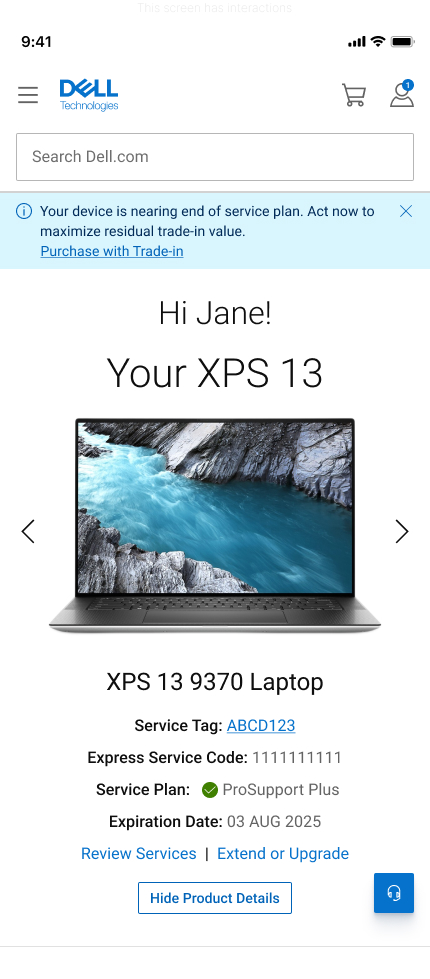 This screen has interactions
9:41
1
DELL
Technologies
Search Dell.com
Your device is nearing end of service plan. Act now to
maximize residual trade-in value.
Purchase with Trade-in
Hi Jane!
Your XPS 13
XPS 13 9370 Laptop
Service Tag: ABCD123
Express Service Code: 1111111111
Service Plan: ProSupport Plus
Expiration Date: 03 AUG 2025
Review Services | Extend or Upgrade
Hide Product Details